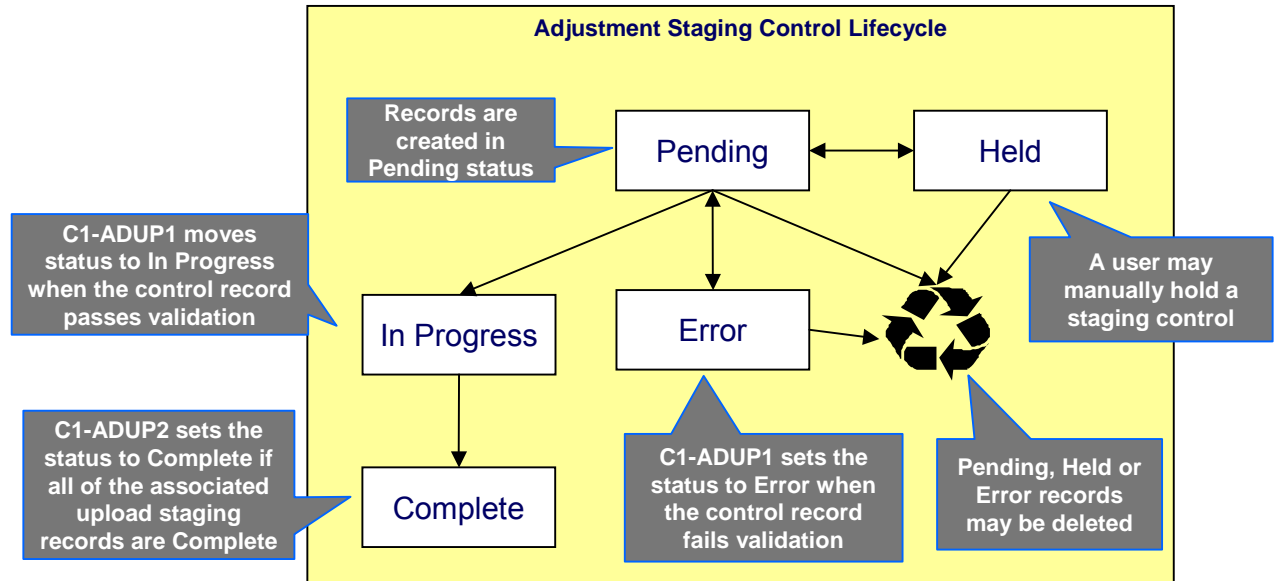 Adjustment Staging Control Lifecycle
Records are
created in
Pending status
Pending
Held
C1-ADUP1 moves
status to In Progress
when the control record
passes validation
A user may
manually hold a
staging control
In Progress
Error
C1-ADUP2 sets the
status to Complete if
all of the associated
upload staging
records are Complete
Complete
C1-ADUP1 sets the
status to Error when
the control record
fails validation
Pending, Held or
Error records
may be deleted